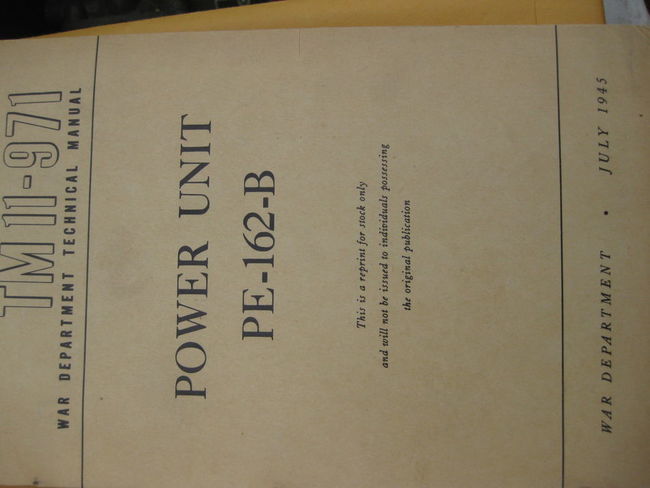 TM 11-971
WAR DEPARTMENT TECHNICAL MANUAL
POWER UNIT
PE-162-B
This is a reprint for stock only
and will not be issued to individuals possessing
the original publication
WAR DEPARTMENT • JULY 1945